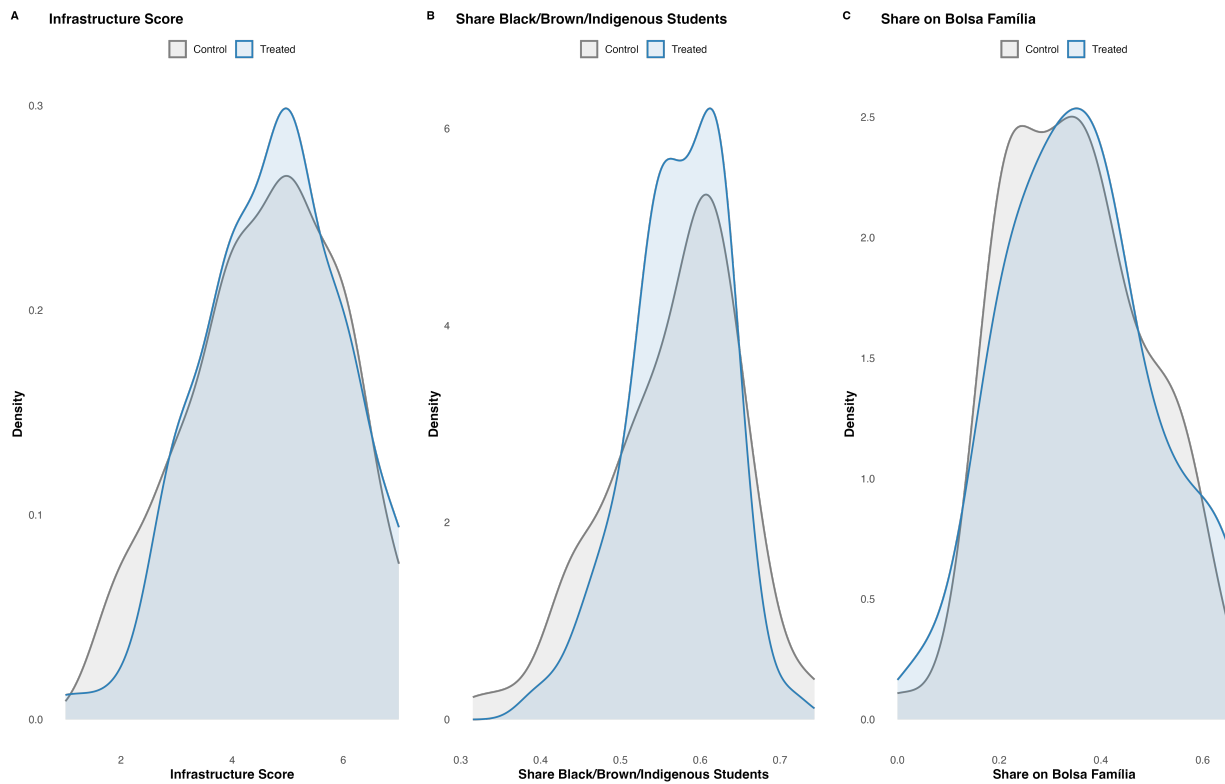 A Infrastructure Score
Control Treated
0.3
0.2
0.1
0.0
Density
2 4 6
Infrastructure Score
B Share Black/Brown/Indigenous Students
Control Treated
6
4
2
0
Density
0.3 0.4 0.5 0.6 0.7
Share Black/Brown/Indigenous Students
C Share on Bolsa Família
Control Treated
2.5
2.0
1.5
1.0
0.5
0.0
Density
0.0 0.2 0.4 0.6
Share on Bolsa Família